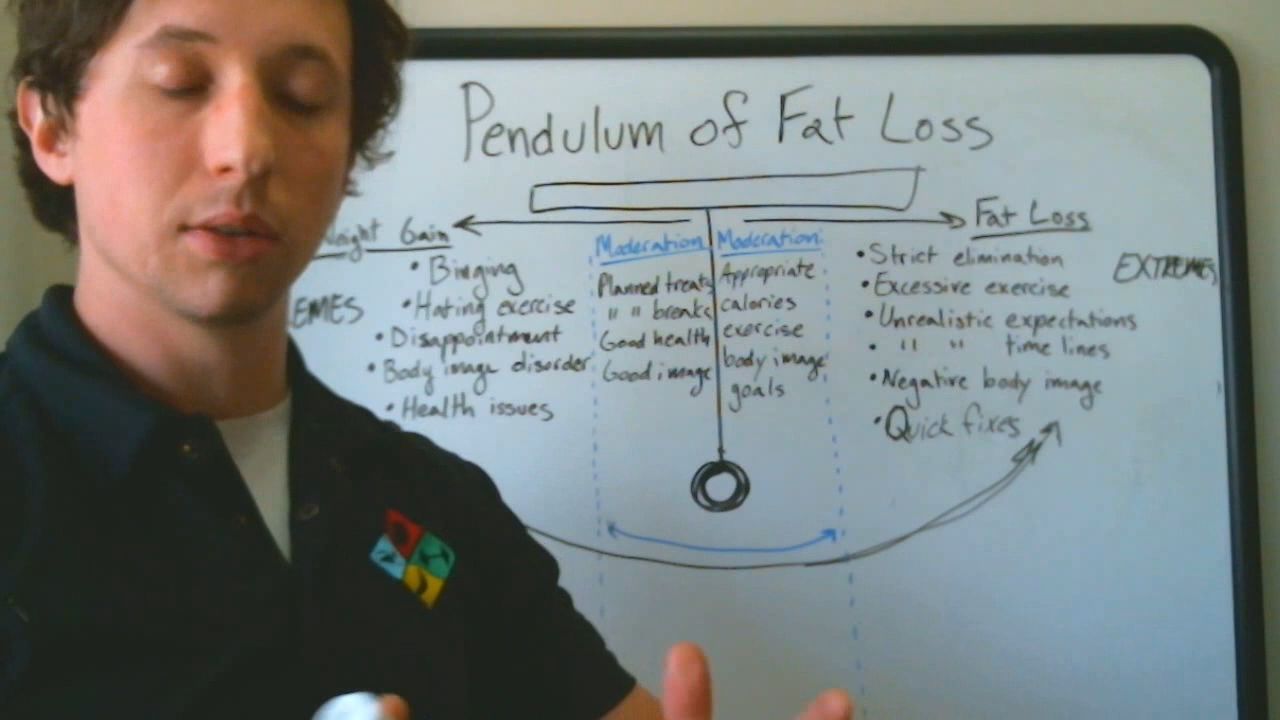 Pendulum of Fat Loss
Weight Gain
EMES
• Binging
• Hating exercise
• Disappointment
• Body image disorder
• Health issues
Moderation
Planned treats
" " breaks
Good health
Good image
Moderation
Appropriate
calories
exercise
body image
goals
Fat Loss
• Strict elimination
• Excessive exercise
• Unrealistic expectations
• " " time lines
• Negative body image
• Quick fixes
EXTREMES